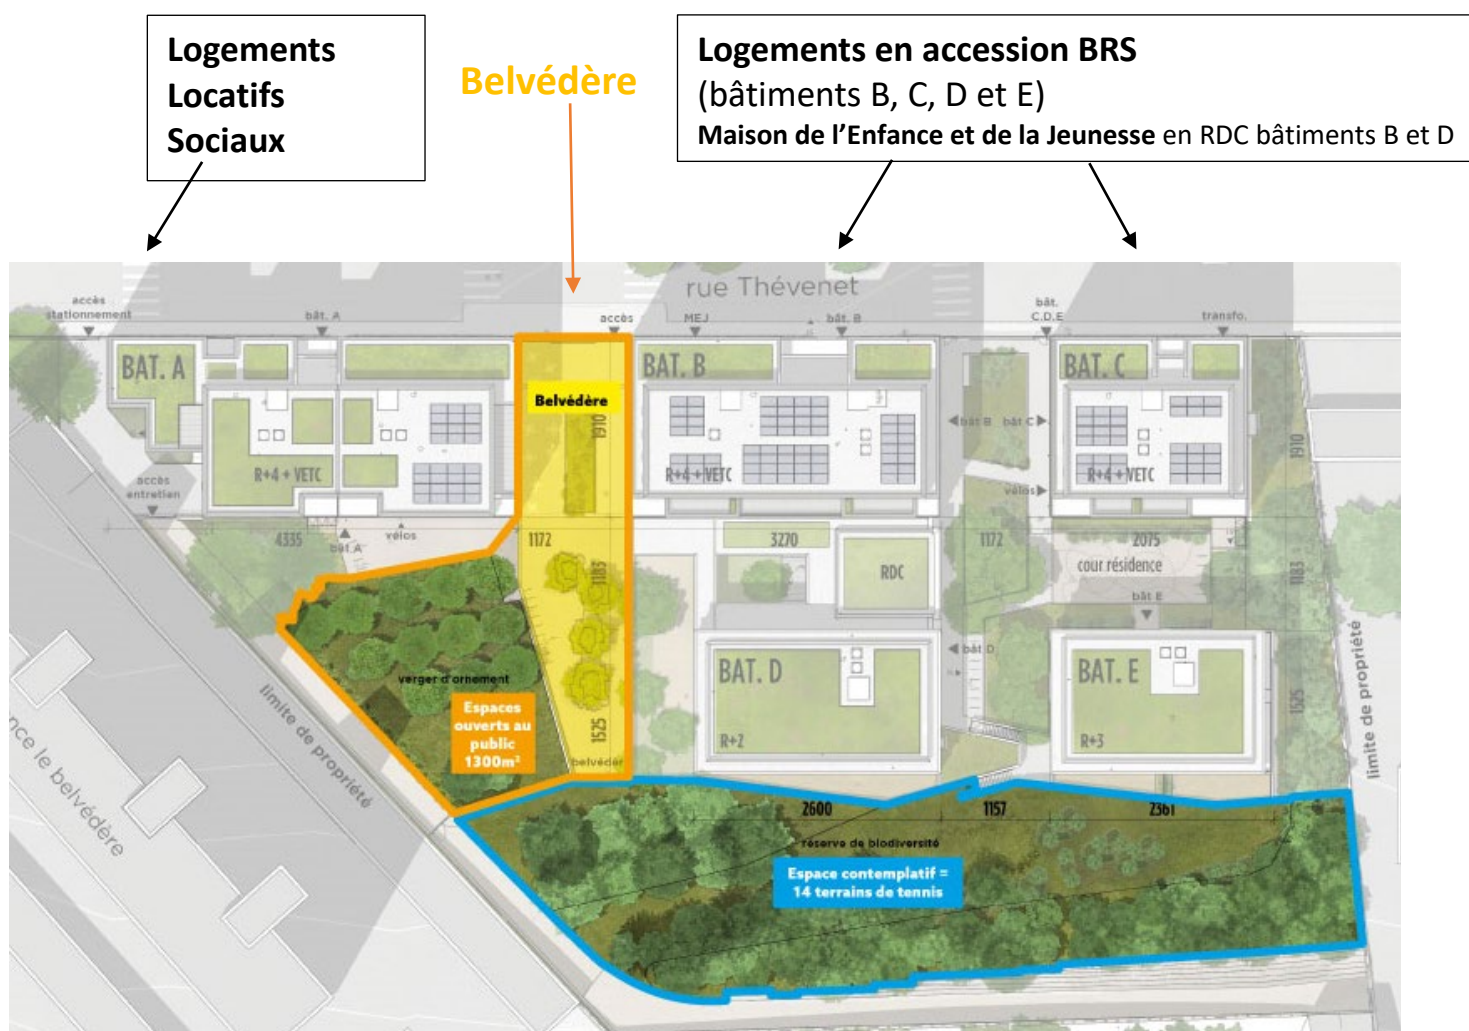 Logements
Locatifs
Sociaux
Belvédère
Logements en accession BRS
(bâtiments B, C, D et E)
Maison de l'Enfance et de la Jeunesse en RDC bâtiments B et D
rue Thévenet
accès
stationnement
bât. A
accès
MEJ
bât. B
bât.
C.D.E
transfo.
BAT. A
BAT. B
BAT. C
Belvédère
1910
bât B
bât C
1910
R+4 + VETC
R+4 + VETC
R+4 + VETC
accès
entretien
vélos
4335
bât. A
vélos
1172
3270
1172
2075
1183
RDC
cour résidence
1183
bât E
BAT. D
bât D
BAT. E
verger d'ornement
Espaces
ouverts au
public
1300m²
1525
R+2
R+3
1525
belvédèr
limite de propriété
limite de propriété
nce le belvédère
2600
1157
2361
réserve de biodiversité
Espace contemplatif =
14 terrains de tennis